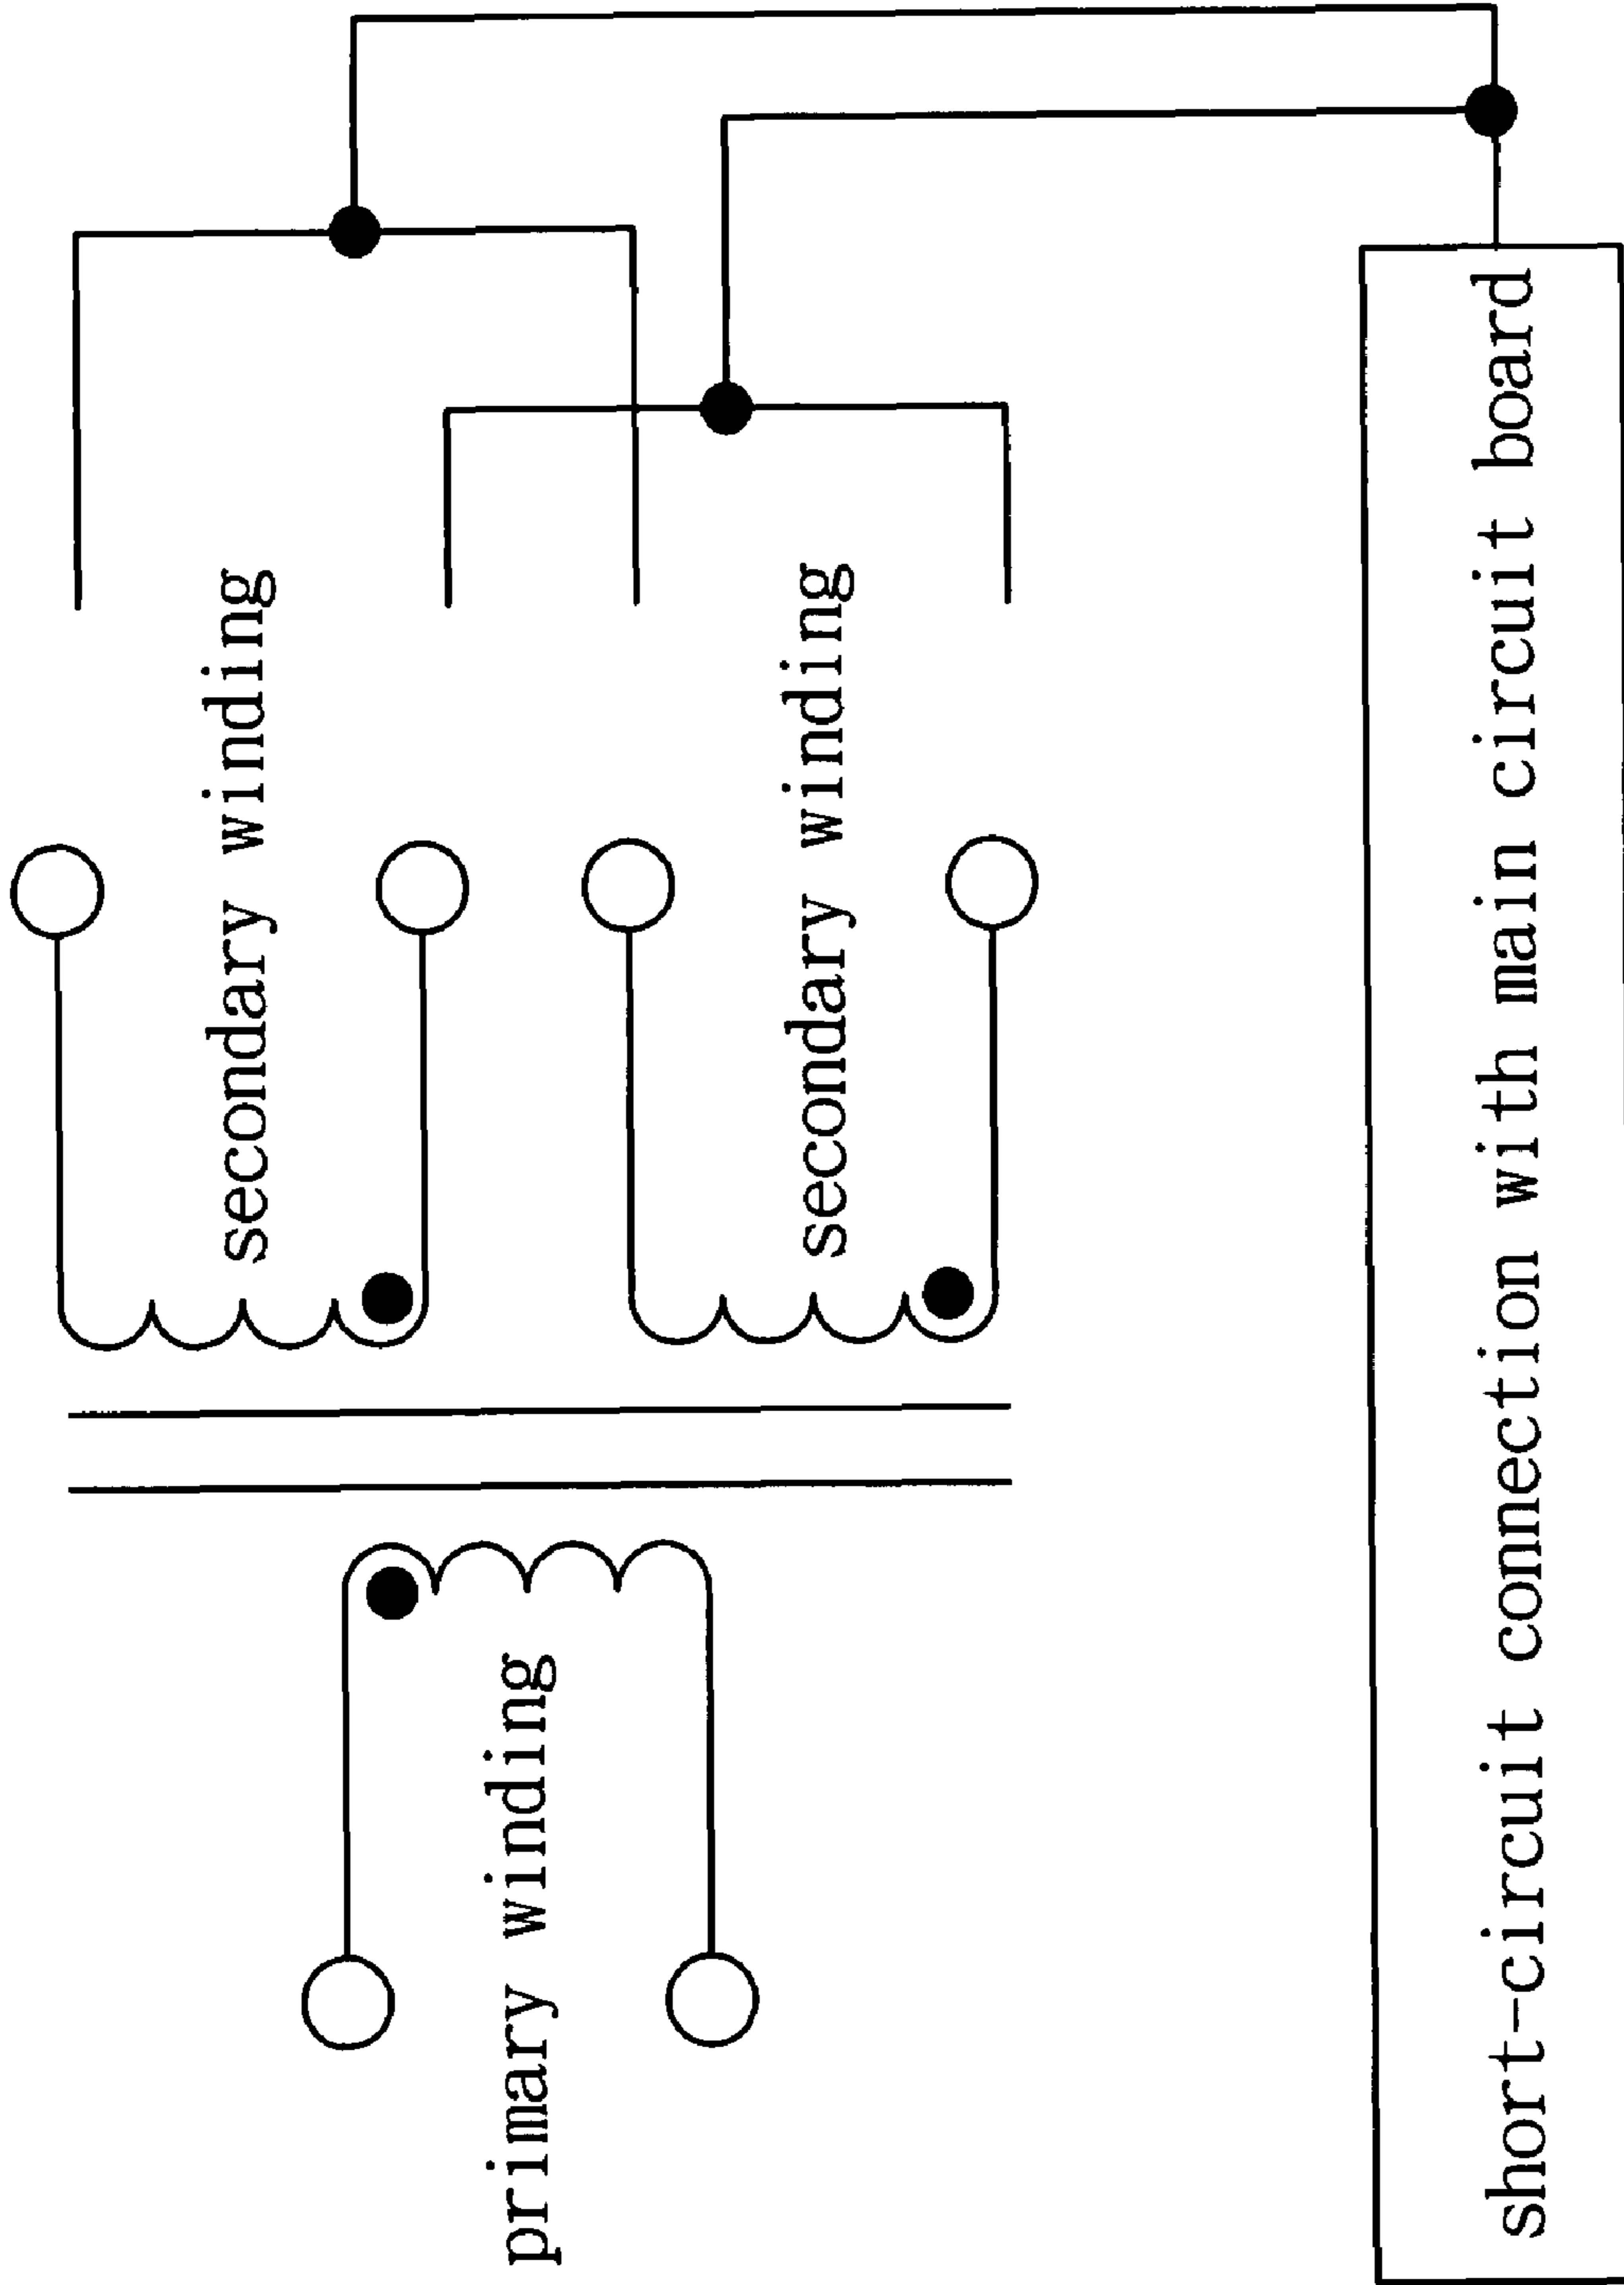 secondary winding
secondary winding
primary winding
short-circuit connection with main circuit board